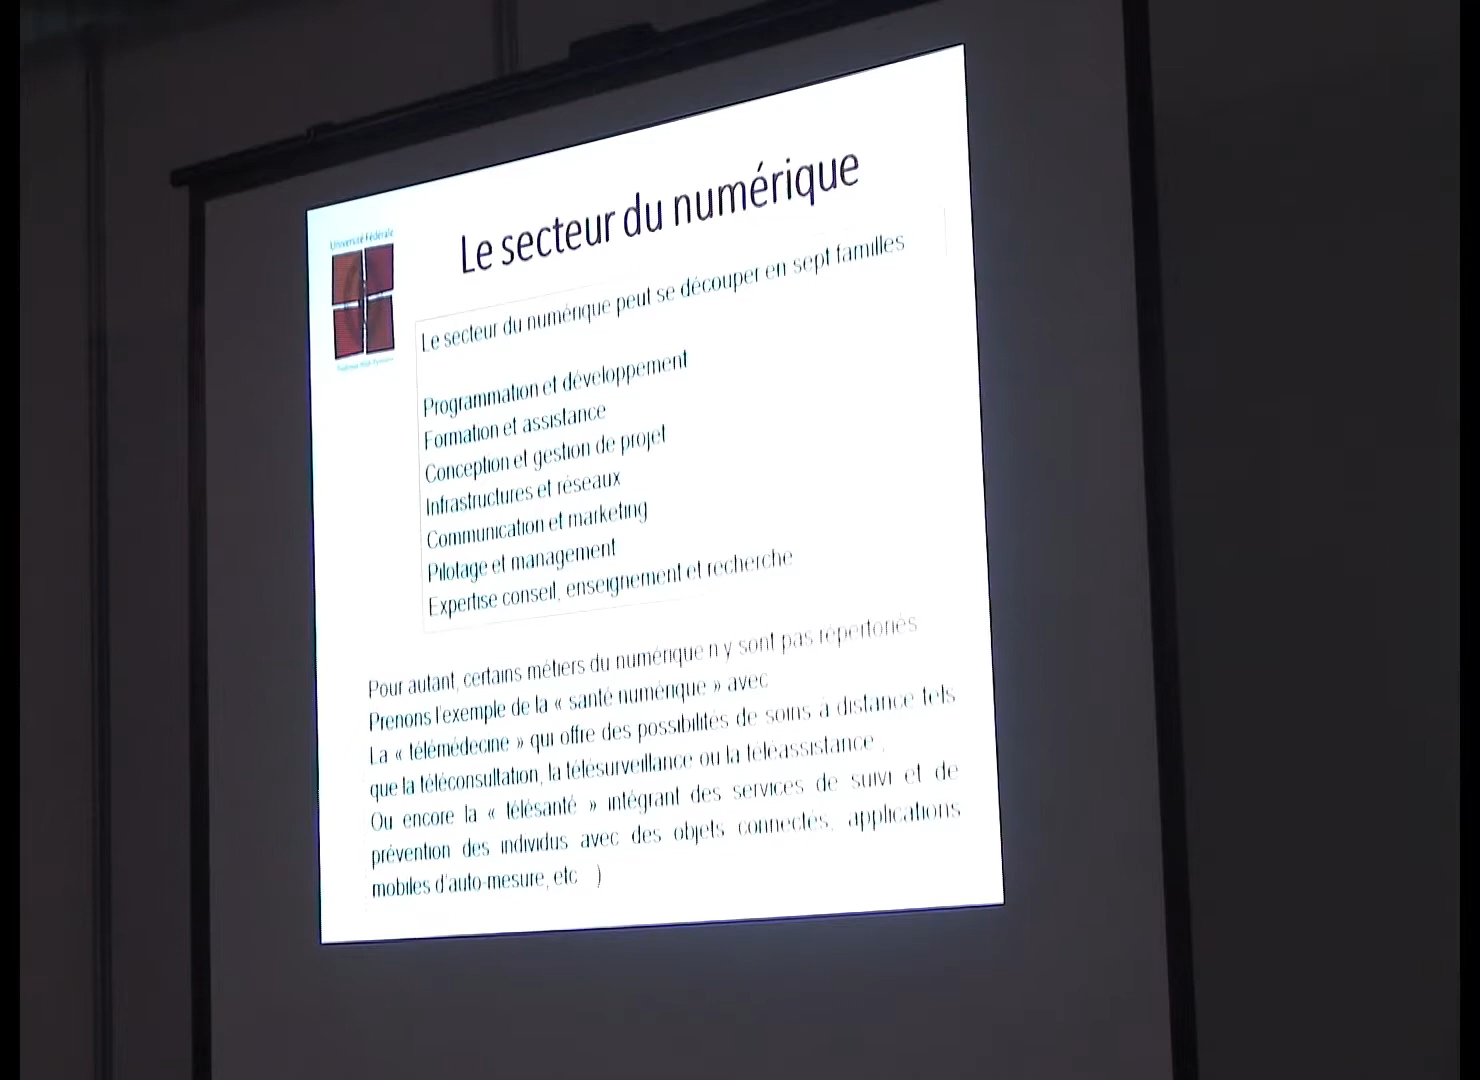 Le secteur du numérique
Université Fédérale
Le secteur du numérique peut se découper en sept familles
Programmation et développement
Formation et assistance
Conception et gestion de projet
Infrastructures et réseaux
Communication et marketing
Pilotage et management
Expertise conseil, enseignement et recherche
Pour autant, certains métiers du numérique n y sont pas répertoriés
Prenons l'exemple de la « santé numérique » avec
La « télémédecine » qui offre des possibilités de soins à distance tels
que la téléconsultation, la télésurveillance ou la téléassistance .
Ou encore la « télésanté » intégrant des services de suivi et de
prévention des individus avec des objets connectés, applications
mobiles d'auto-mesure, etc )